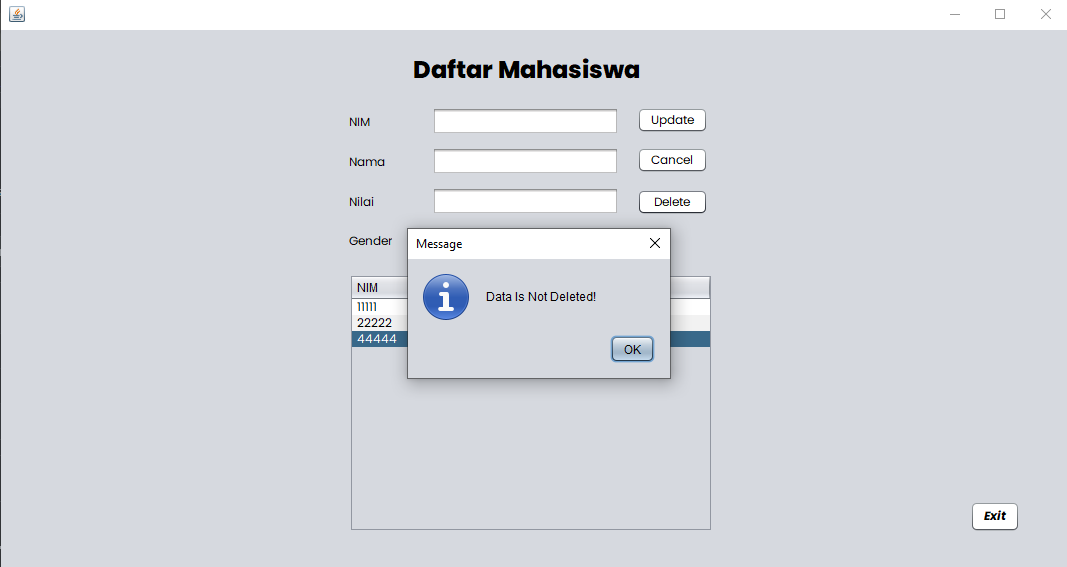 Daftar Mahasiswa
NIM
Update
Nama
Cancel
Nilai
Delete
Gender
Message
Data Is Not Deleted!
OK
NIM
11111
22222
44444
Exit